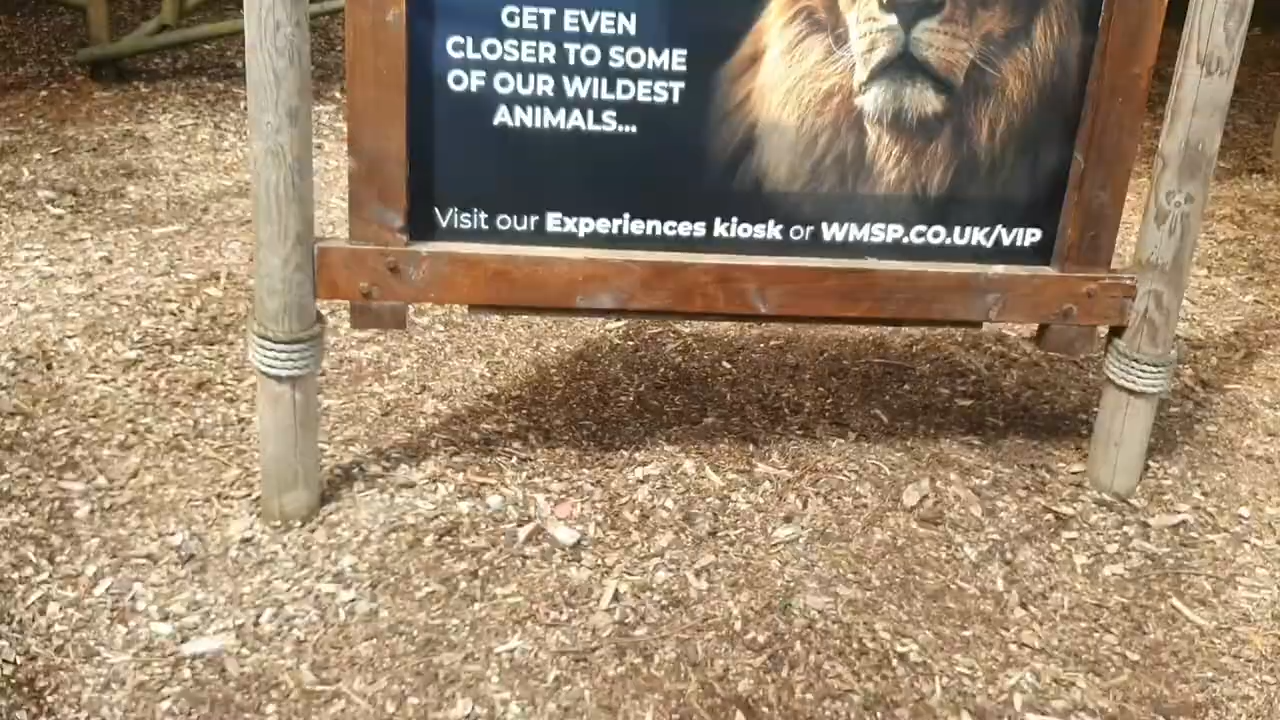 GET EVEN
CLOSER TO SOME
OF OUR WILDEST
ANIMALS...
Visit our Experiences kiosk or WMSP.CO.UK/VIP